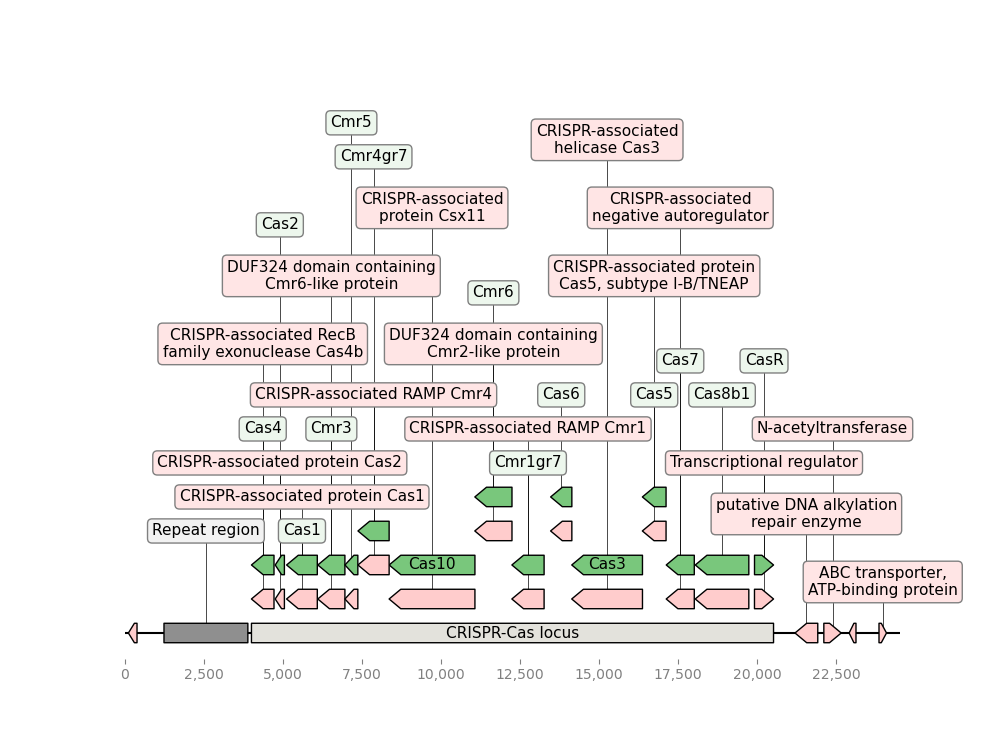 Cmr5
CRISPR-associated
helicase Cas3
Cmr4gr7
CRISPR-associated
protein Csx11
CRISPR-associated
negative autoregulator
Cas2
DUF324 domain containing
Cmr6-like protein
CRISPR-associated protein
Cas5, subtype I-B/TNEAP
Cmr6
CRISPR-associated RecB
family exonuclease Cas4b
DUF324 domain containing
Cmr2-like protein
Cas7
CasR
CRISPR-associated RAMP Cmr4
Cas6
Cas5
Cas8b1
Cas4
Cmr3
CRISPR-associated RAMP Cmr1
N-acetyltransferase
CRISPR-associated protein Cas2
Cmr1gr7
Transcriptional regulator
CRISPR-associated protein Cas1
putative DNA alkylation
repair enzyme
Repeat region
Cas1
Cas10
Cas3
ABC transporter,
ATP-binding protein
CRISPR-Cas locus
0
2,500
5,000
7,500
10,000
12,500
15,000
17,500
20,000
22,500